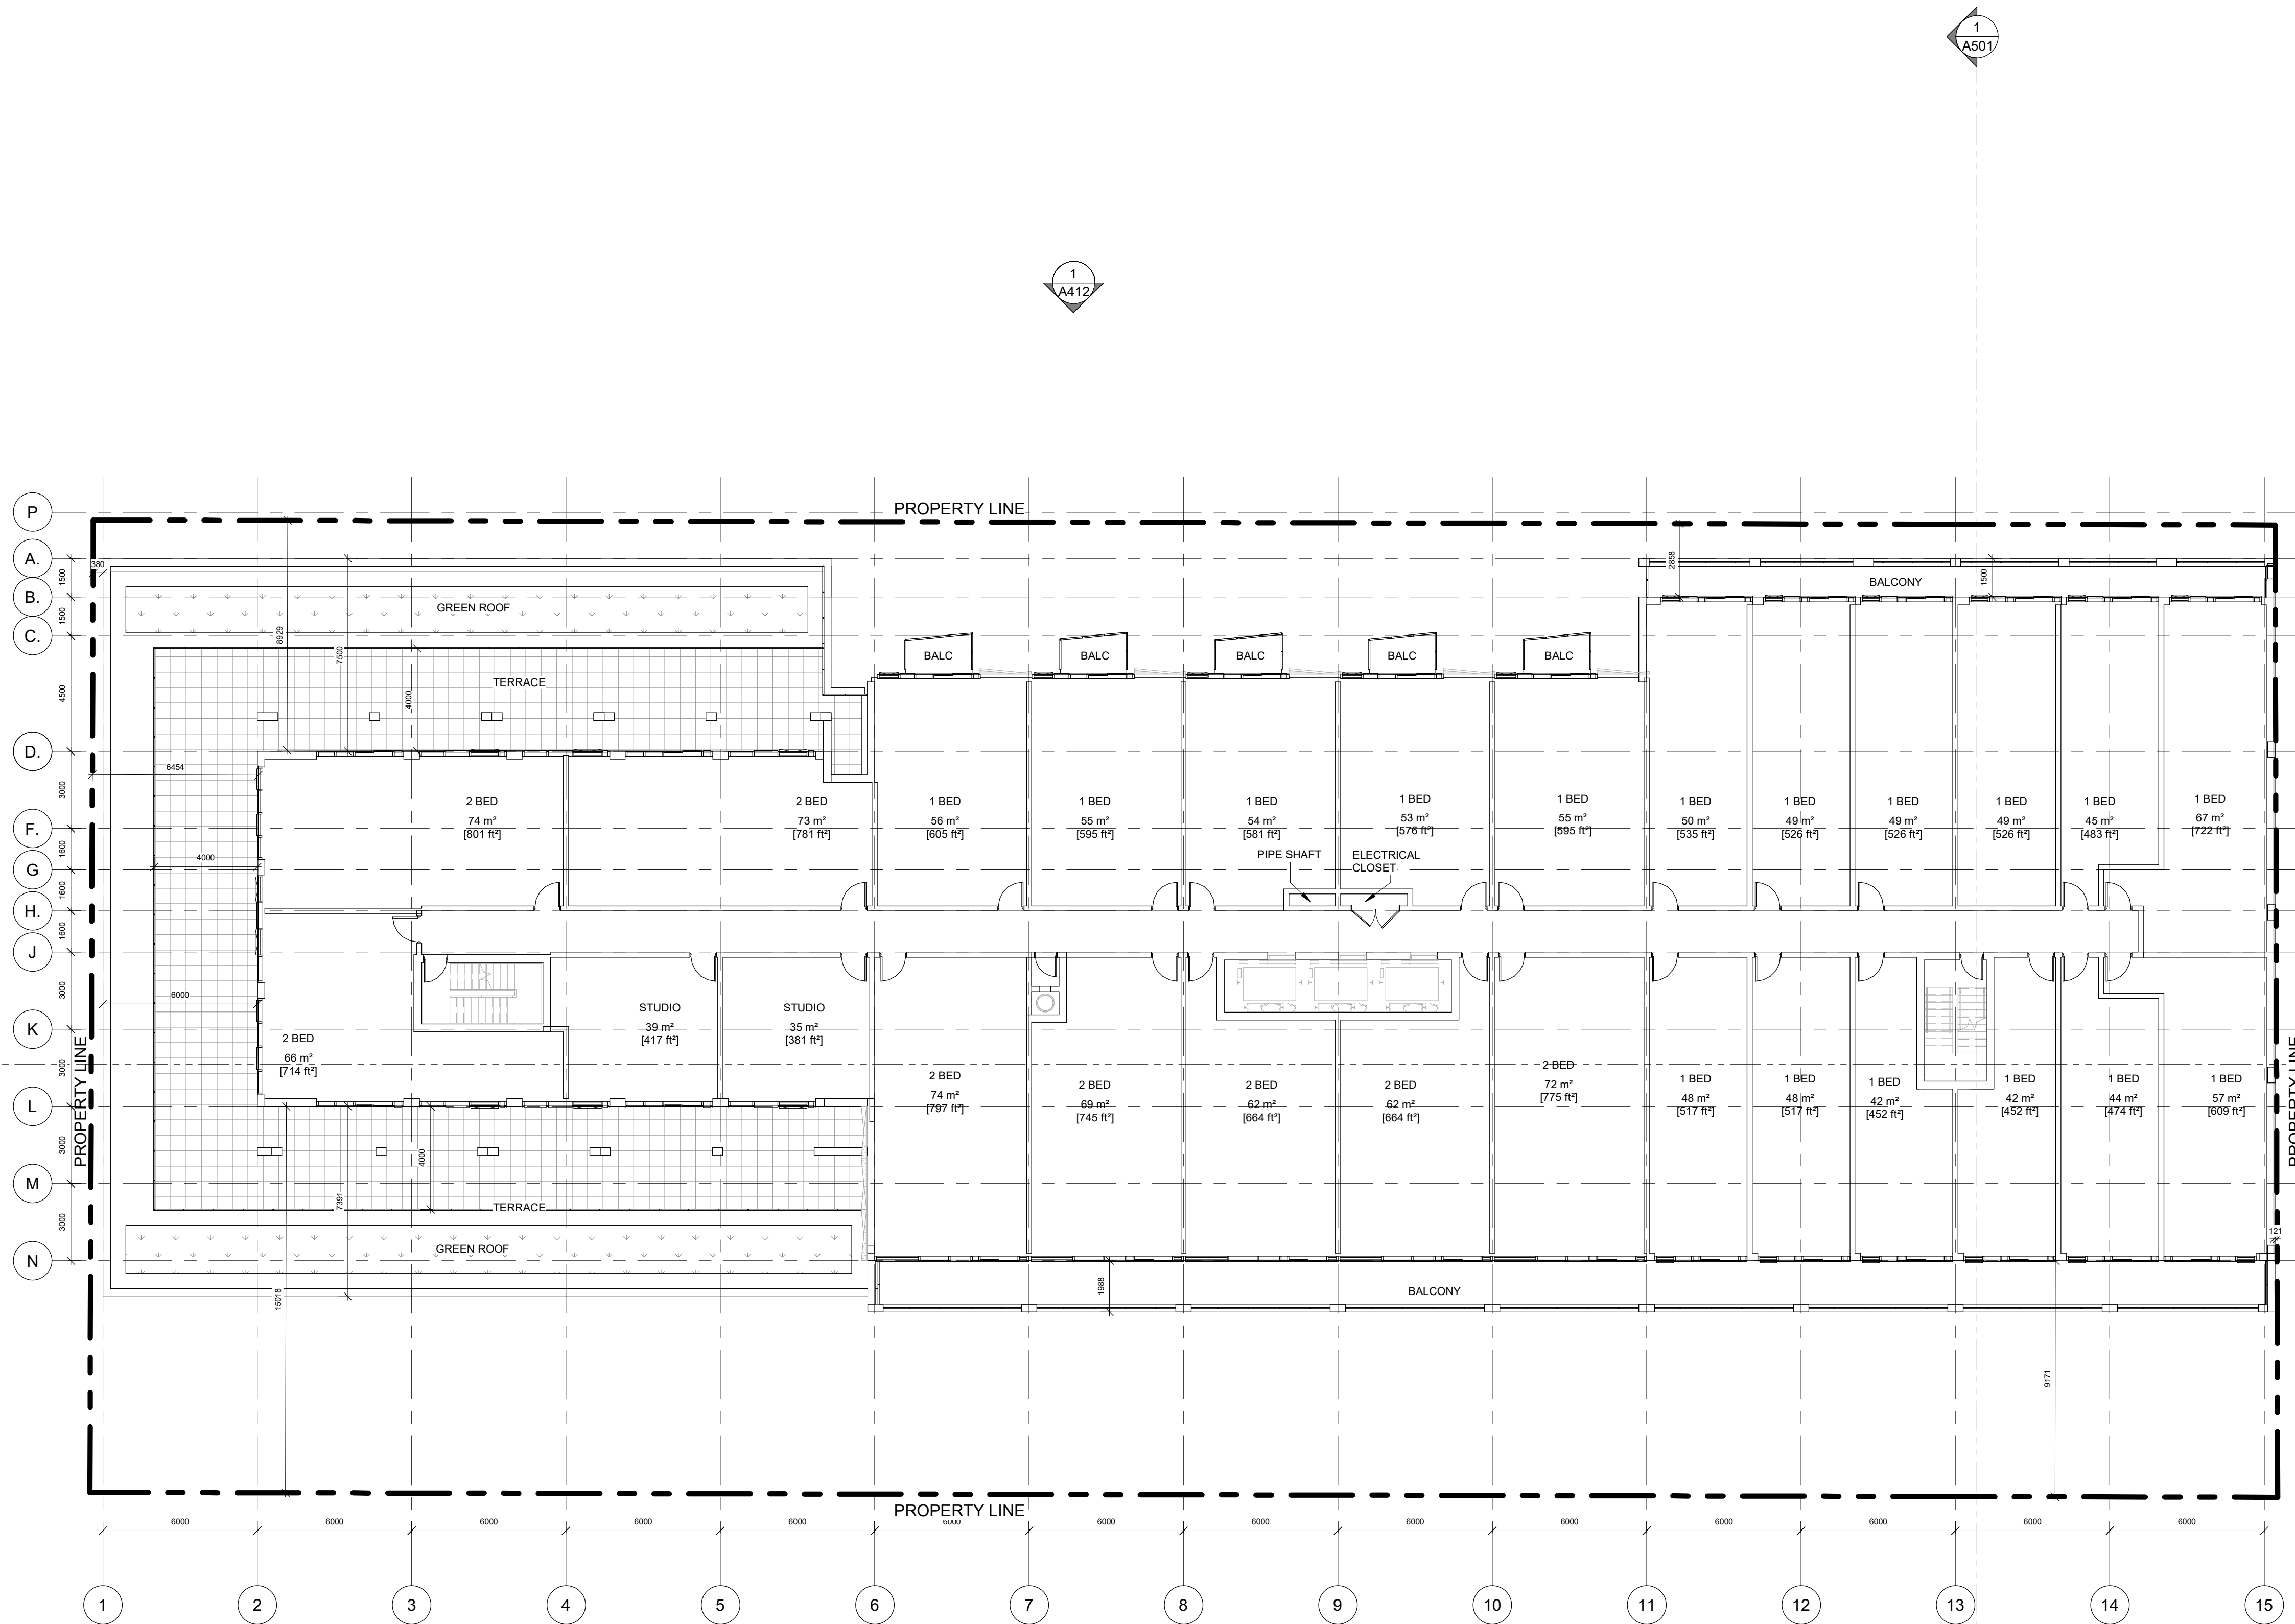 1
A501
1
A412
PROPERTY LINE
P
A.
B.
C.
D.
F.
G
H.
J
K
L
M
N
380
1500
1500
4500
3000
1600
1600
1600
3000
3000
3000
3000
GREEN ROOF
8929
7500
4000
TERRACE
6454
4000
6000
BALC
BALC
BALC
BALC
BALC
2858
BALCONY
1500
2 BED
74 m²
[801 ft²]
2 BED
73 m²
[781 ft²]
1 BED
56 m²
[605 ft²]
1 BED
55 m²
[595 ft²]
1 BED
54 m²
[581 ft²]
1 BED
53 m²
[576 ft²]
1 BED
55 m²
[595 ft²]
1 BED
50 m²
[535 ft²]
1 BED
49 m²
[526 ft²]
1 BED
49 m²
[526 ft²]
1 BED
49 m²
[526 ft²]
1 BED
45 m²
[483 ft²]
1 BED
67 m²
[722 ft²]
PIPE SHAFT
ELECTRICAL
CLOSET
2 BED
66 m²
[714 ft²]
STUDIO
39 m²
[417 ft²]
STUDIO
35 m²
[381 ft²]
2 BED
74 m²
[797 ft²]
2 BED
69 m²
[745 ft²]
2 BED
62 m²
[664 ft²]
2 BED
62 m²
[664 ft²]
2 BED
72 m²
[775 ft²]
1 BED
48 m²
[517 ft²]
1 BED
48 m²
[517 ft²]
1 BED
42 m²
[452 ft²]
1 BED
42 m²
[452 ft²]
1 BED
44 m²
[474 ft²]
1 BED
57 m²
[609 ft²]
PROPERTY LINE
PROPERTY LINE
4000
7391
TERRACE
GREEN ROOF
15018
1988
BALCONY
121
9171
PROPERTY LINE
6000
6000
6000
6000
6000
6000
6000
6000
6000
6000
6000
6000
6000
6000
1
2
3
4
5
6
7
8
9
10
11
12
13
14
15